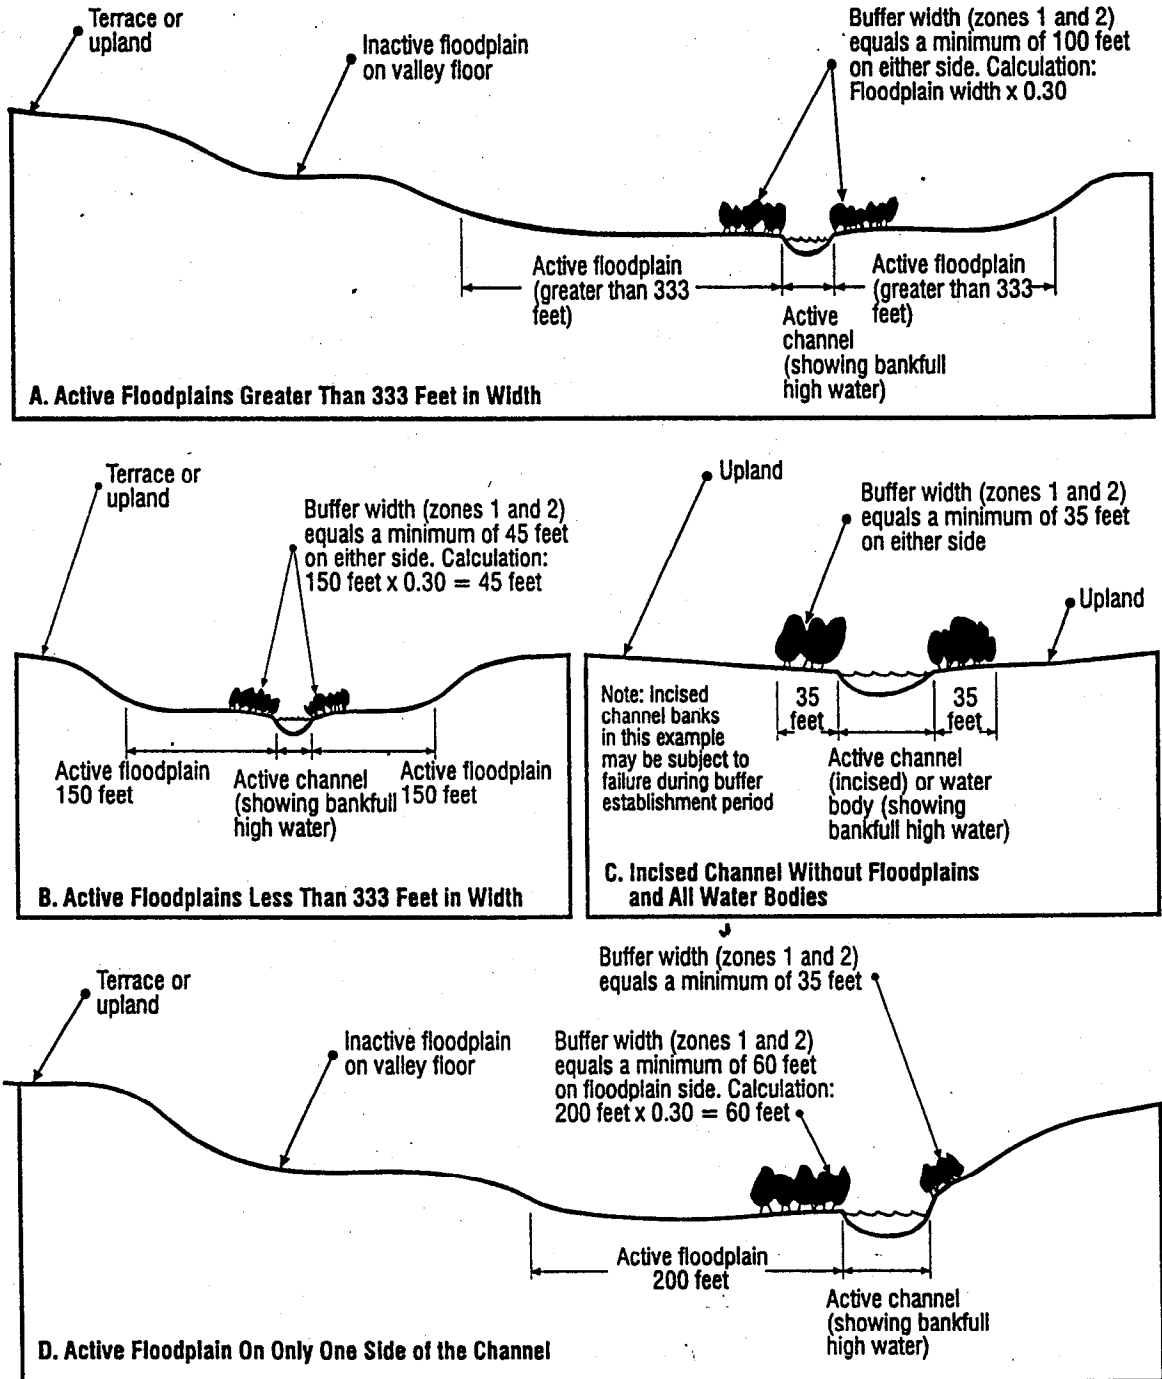 Terrace or
upland
Inactive floodplain
on valley floor
Buffer width (zones 1 and 2)
equals a minimum of 100 feet
on either side. Calculation:
Floodplain width x 0.30
Active floodplain
(greater than 333
feet)
Active
channel
(showing bankfull
high water)
Active floodplain
(greater than 333
feet)
A. Active Floodplains Greater Than 333 Feet in Width
Terrace or
upland
Buffer width (zones 1 and 2)
equals a minimum of 45 feet
on either side. Calculation:
150 feet x 0.30 = 45 feet
Active floodplain
150 feet
Active channel
(showing bankfull
high water)
Active floodplain
150 feet
B. Active Floodplains Less Than 333 Feet in Width
Upland
Buffer width (zones 1 and 2)
equals a minimum of 35 feet
on either side
Upland
Note: Incised
channel banks
in this example
may be subject to
failure during buffer
establishment period
35
feet
35
feet
Active channel
(incised) or water
body (showing
bankfull high water)
C. Incised Channel Without Floodplains
and All Water Bodies
Terrace or
upland
Inactive floodplain
on valley floor
Buffer width (zones 1 and 2)
equals a minimum of 35 feet
Buffer width (zones 1 and 2)
equals a minimum of 60 feet
on floodplain side. Calculation:
200 feet x 0.30 = 60 feet
Active floodplain
200 feet
Active channel
(showing bankfull
high water)
D. Active Floodplain On Only One Side of the Channel